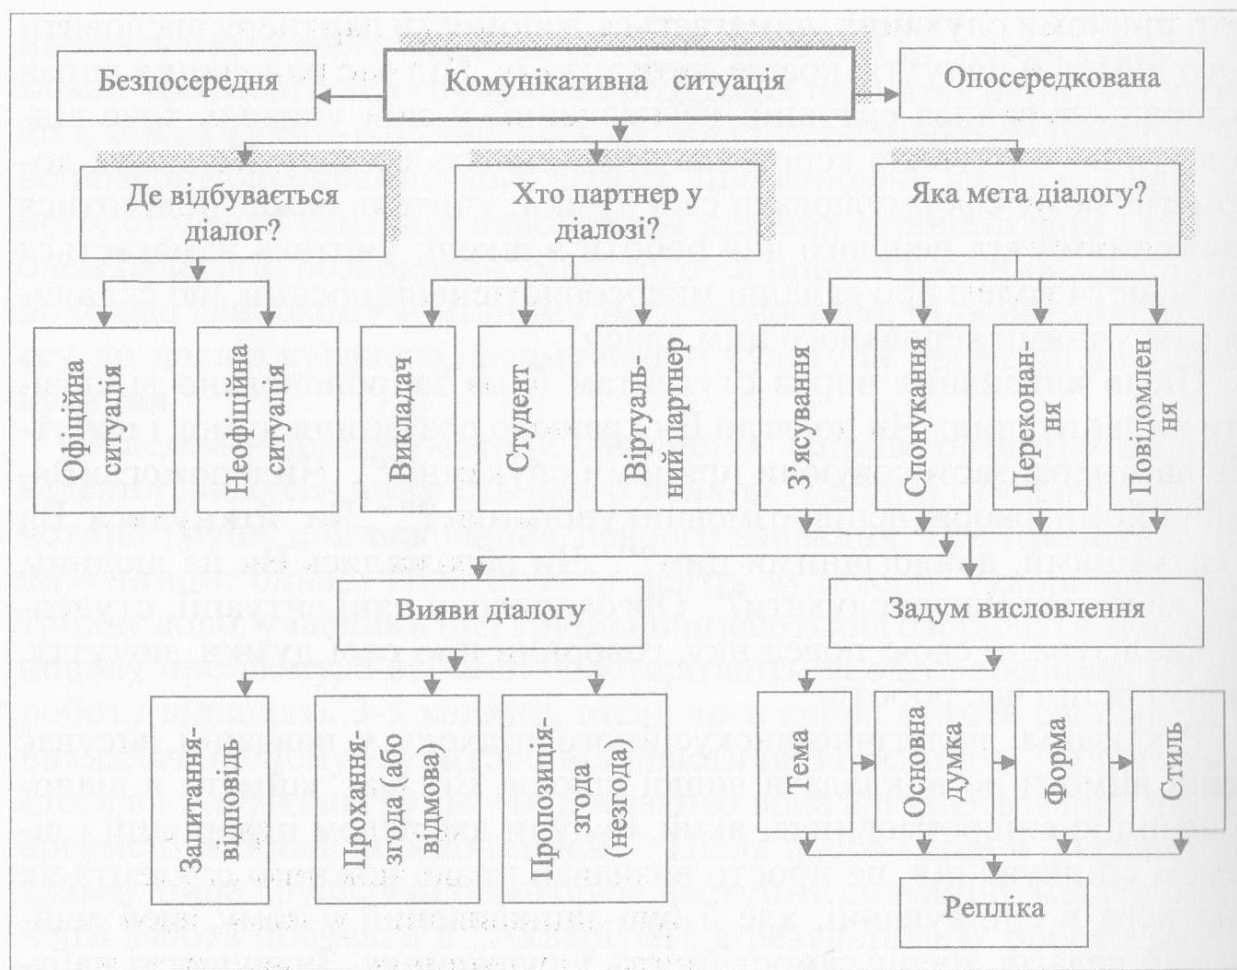 Безпосередня
Комунікативна ситуація
Опосередкована
Де відбувається
діалог?
Хто партнер у
діалозі?
Яка мета діалогу?
Офіційна
ситуація
Неофіційна
ситуація
Викладач
Студент
Віртуаль-
ний партнер
З’ясування
Спонукання
Переконан-
ня
Повідомлен
ня
Вияви діалогу
Задум висловлення
Запитання-
відповідь
Прохання-
згода (або
відмова)
Пропозиція-
згода
(незгода)
Тема
Основна
думка
Форма
Стиль
Репліка